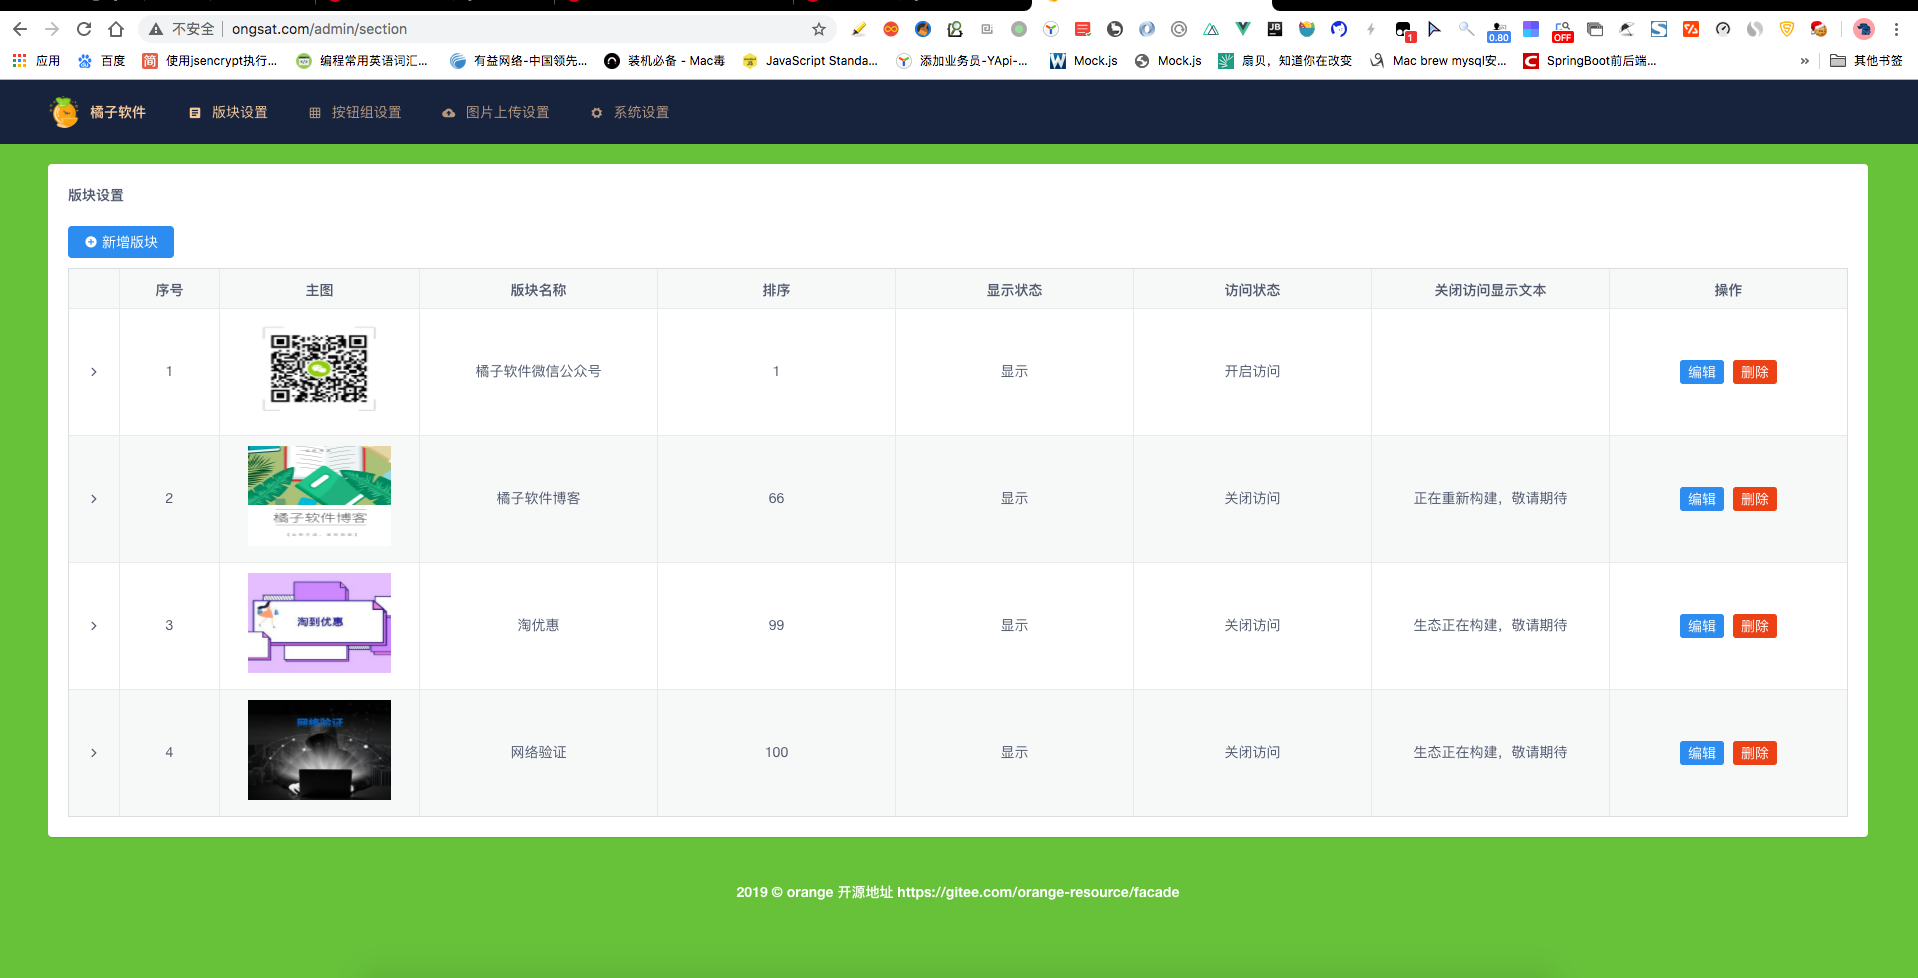 不安全 ongsat.com/admin/section
1 0.80 OFF
应用 百度 使用jsencrypt执行... 编程常用英语词汇... 有益网络-中国领先... 装机必备 - Mac毒 JavaScript Standa... 添加业务员-YApi-... Mock.js Mock.js 扇贝，知道你在改变 Mac brew mysql安... SpringBoot前后端... » 其他书签
橘子软件 版块设置 按钮组设置 图片上传设置 系统设置
版块设置
新增版块
序号 主图 版块名称 排序 显示状态 访问状态 关闭访问显示文本 操作
1 橘子软件微信公众号 1 显示 开启访问 编辑 删除
橘子软件博客
2 橘子软件博客 66 显示 关闭访问 正在重新构建，敬请期待 编辑 删除
淘到优惠
3 淘优惠 99 显示 关闭访问 生态正在构建，敬请期待 编辑 删除
网络验证
4 网络验证 100 显示 关闭访问 生态正在构建，敬请期待 编辑 删除
2019 © orange 开源地址 https://gitee.com/orange-resource/facade